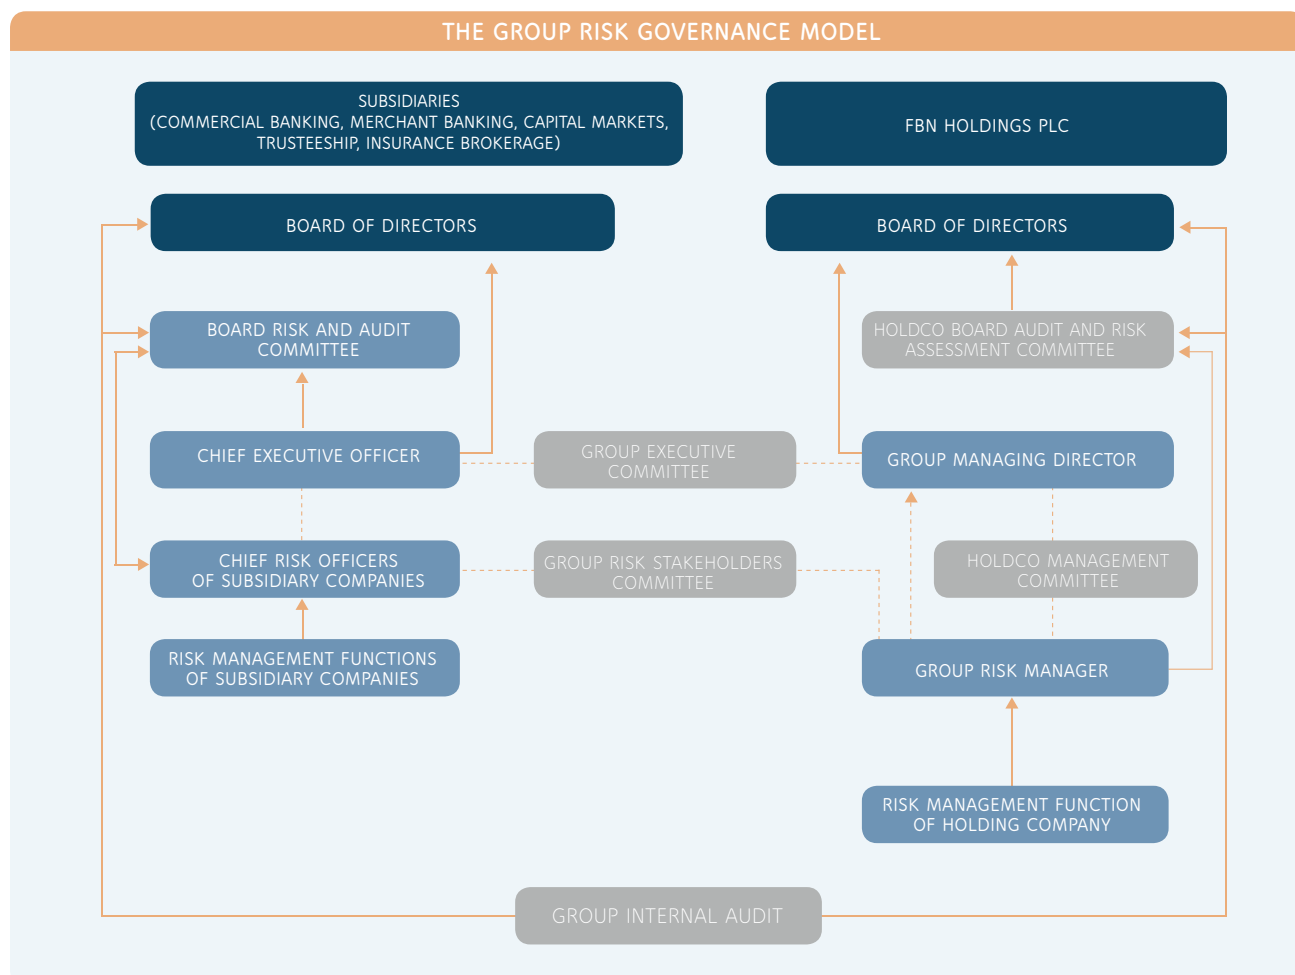 THE GROUP RISK GOVERNANCE MODEL
SUBSIDIARIES
(COMMERCIAL BANKING, MERCHANT BANKING, CAPITAL MARKETS,
TRUSTEESHIP, INSURANCE BROKERAGE)
FBN HOLDINGS PLC
BOARD OF DIRECTORS
BOARD OF DIRECTORS
BOARD RISK AND AUDIT
COMMITTEE
HOLDCO BOARD AUDIT AND RISK
ASSESSMENT COMMITTEE
CHIEF EXECUTIVE OFFICER
GROUP EXECUTIVE
COMMITTEE
GROUP MANAGING DIRECTOR
CHIEF RISK OFFICERS
OF SUBSIDIARY COMPANIES
GROUP RISK STAKEHOLDERS
COMMITTEE
HOLDCO MANAGEMENT
COMMITTEE
RISK MANAGEMENT FUNCTIONS
OF SUBSIDIARY COMPANIES
GROUP RISK MANAGER
RISK MANAGEMENT FUNCTION
OF HOLDING COMPANY
GROUP INTERNAL AUDIT